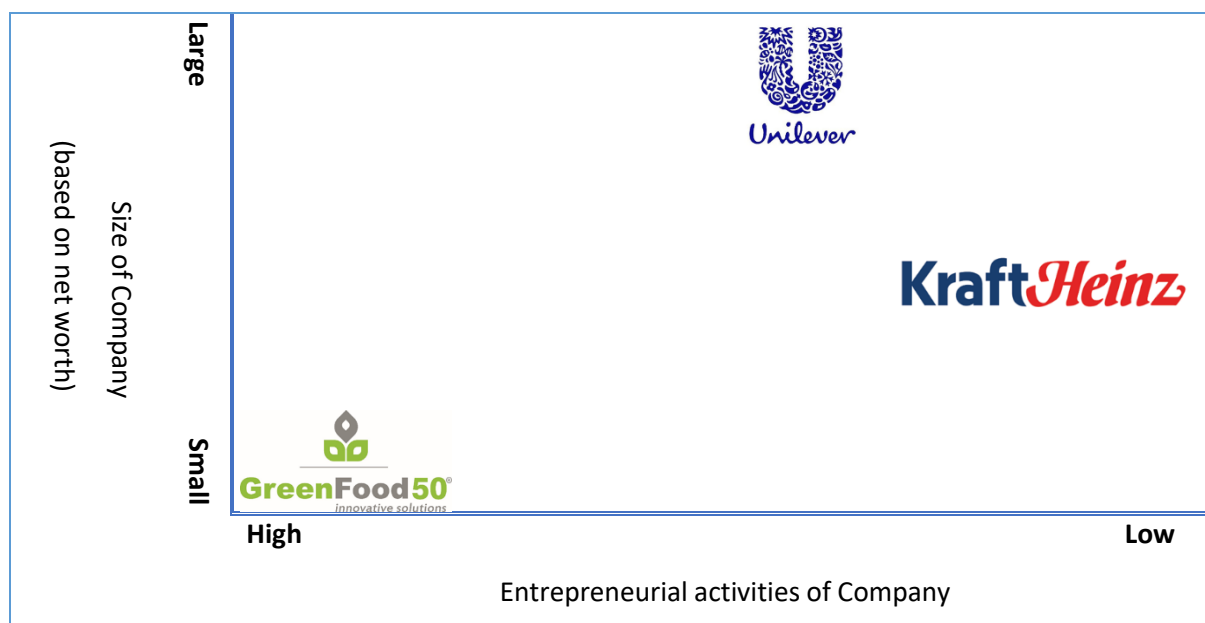 Large
Unilever
(based on net worth)
Size of Company
KraftHeinz
Small
GreenFood50®
innovative solutions
High
Low
Entrepreneurial activities of Company